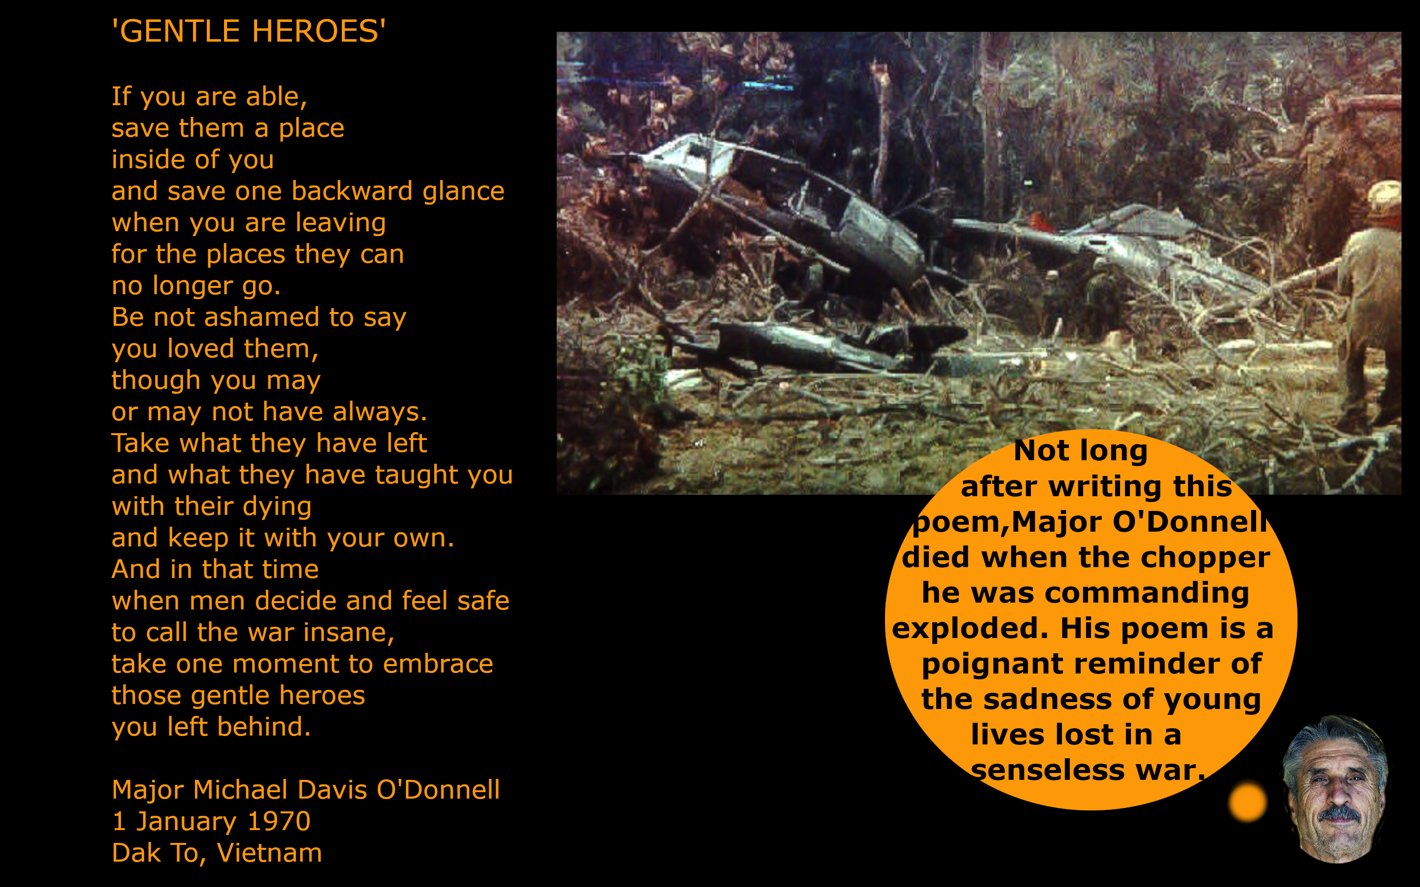 'GENTLE HEROES'
If you are able,
save them a place
inside of you
and save one backward glance
when you are leaving
for the places they can
no longer go.
Be not ashamed to say
you loved them,
though you may
or may not have always.
Take what they have left
and what they have taught you
with their dying
and keep it with your own.
And in that time
when men decide and feel safe
to call the war insane,
take one moment to embrace
those gentle heroes
you left behind.
Major Michael Davis O'Donnell
1 January 1970
Dak To, Vietnam
Not long
after writing this
poem,Major O'Donnell
died when the chopper
he was commanding
exploded. His poem is a
poignant reminder of
the sadness of young
lives lost in a
senseless war.